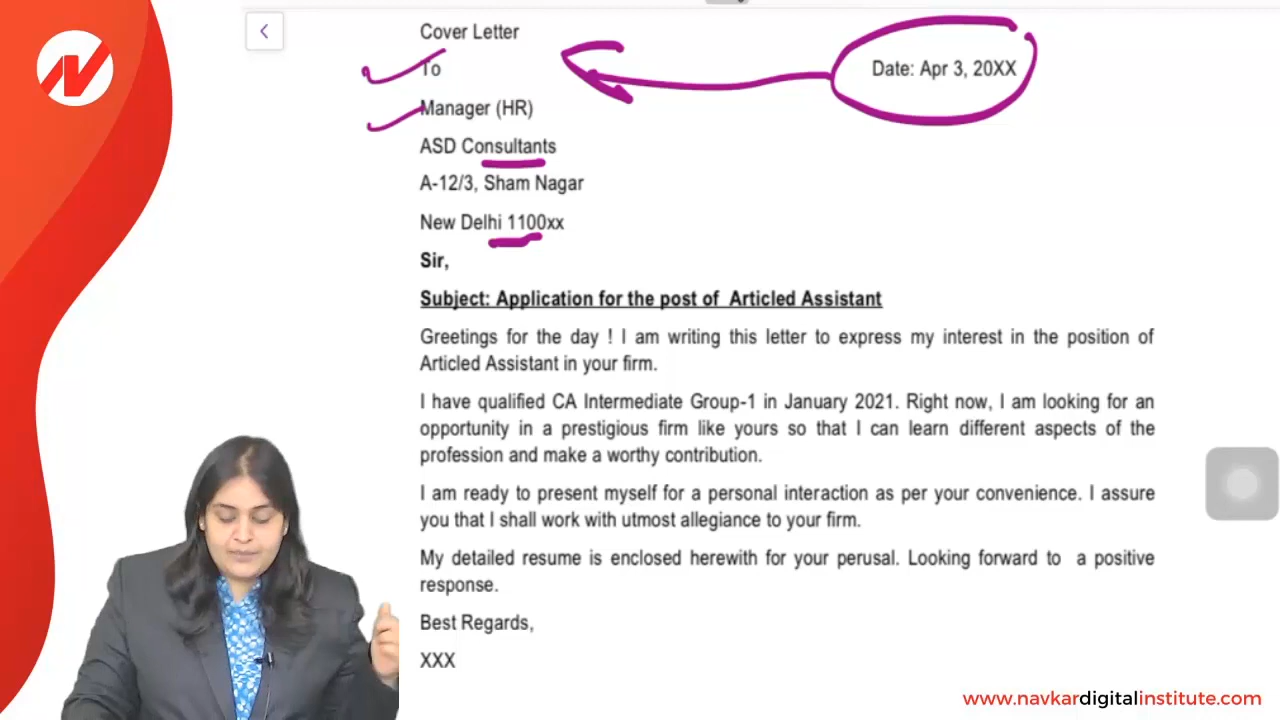 Cover Letter
To
Date: Apr 3, 20XX
Manager (HR)
ASD Consultants
A-12/3, Sham Nagar
New Delhi 1100xx
Sir,
Subject: Application for the post of Articled Assistant
Greetings for the day ! I am writing this letter to express my interest in the position of
Articled Assistant in your firm.
I have qualified CA Intermediate Group-1 in January 2021. Right now, I am looking for an
opportunity in a prestigious firm like yours so that I can learn different aspects of the
profession and make a worthy contribution.
I am ready to present myself for a personal interaction as per your convenience. I assure
you that I shall work with utmost allegiance to your firm.
My detailed resume is enclosed herewith for your perusal. Looking forward to a positive
response.
Best Regards,
XXX
www.navkardigitalinstitute.com